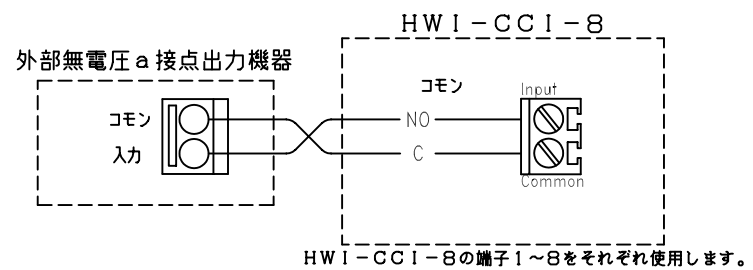 HWI－CCI－8
外部無電圧a接点出力機器
コモン
Input
コモン
NO
入力
C
Common
HWI－CCI－8の端子1～8をそれぞれ使用します。